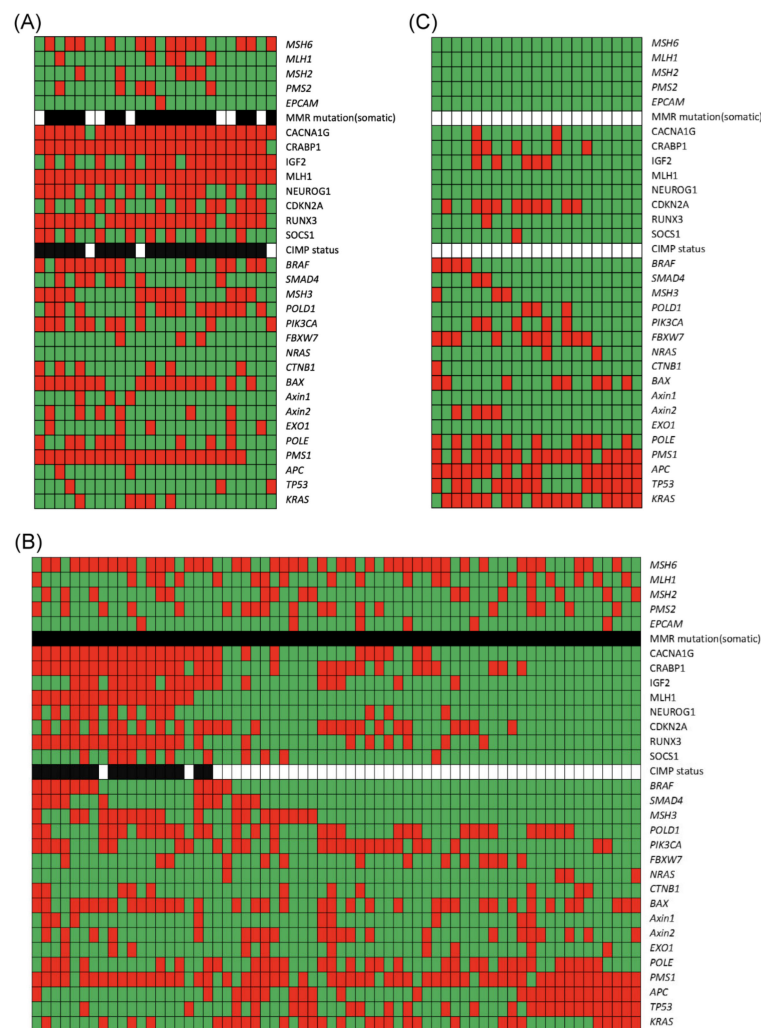 (A)
MSH6
MLH1
MSH2
PMS2
EPCAM
MMR mutation(somatic)
CACNA1G
CRABP1
IGF2
MLH1
NEUROG1
CDKN2A
RUNX3
SOCS1
CIMP status
BRAF
SMAD4
MSH3
POLD1
PIK3CA
FBXW7
NRAS
CTNB1
BAX
Axin1
Axin2
EXO1
POLE
PMS1
APC
TP53
KRAS
(C)
MSH6
MLH1
MSH2
PMS2
EPCAM
MMR mutation(somatic)
CACNA1G
CRABP1
IGF2
MLH1
NEUROG1
CDKN2A
RUNX3
SOCS1
CIMP status
BRAF
SMAD4
MSH3
POLD1
PIK3CA
FBXW7
NRAS
CTNB1
BAX
Axin1
Axin2
EXO1
POLE
PMS1
APC
TP53
KRAS
(B)
MSH6
MLH1
MSH2
PMS2
EPCAM
MMR mutation(somatic)
CACNA1G
CRABP1
IGF2
MLH1
NEUROG1
CDKN2A
RUNX3
SOCS1
CIMP status
BRAF
SMAD4
MSH3
POLD1
PIK3CA
FBXW7
NRAS
CTNB1
BAX
Axin1
Axin2
EXO1
POLE
PMS1
APC
TP53
KRAS